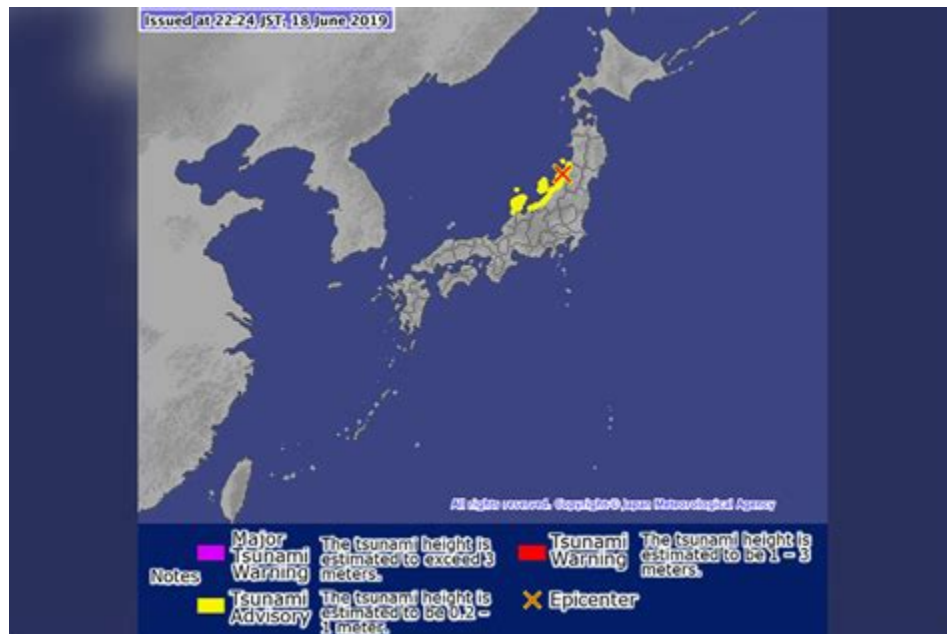 Issued at 22:24 JST, 18 June 2019
All rights reserved. Copyright© Japan Meteorological Agency
Notes
Major
Tsunami
Warning
The tsunami height is
estimated to exceed 3
meters.
Tsunami
Warning
The tsunami height is
estimated to be 1 – 3
meters.
Tsunami
Advisory
The tsunami height is
estimated to be 0.2 –
1 meter.
Epicenter